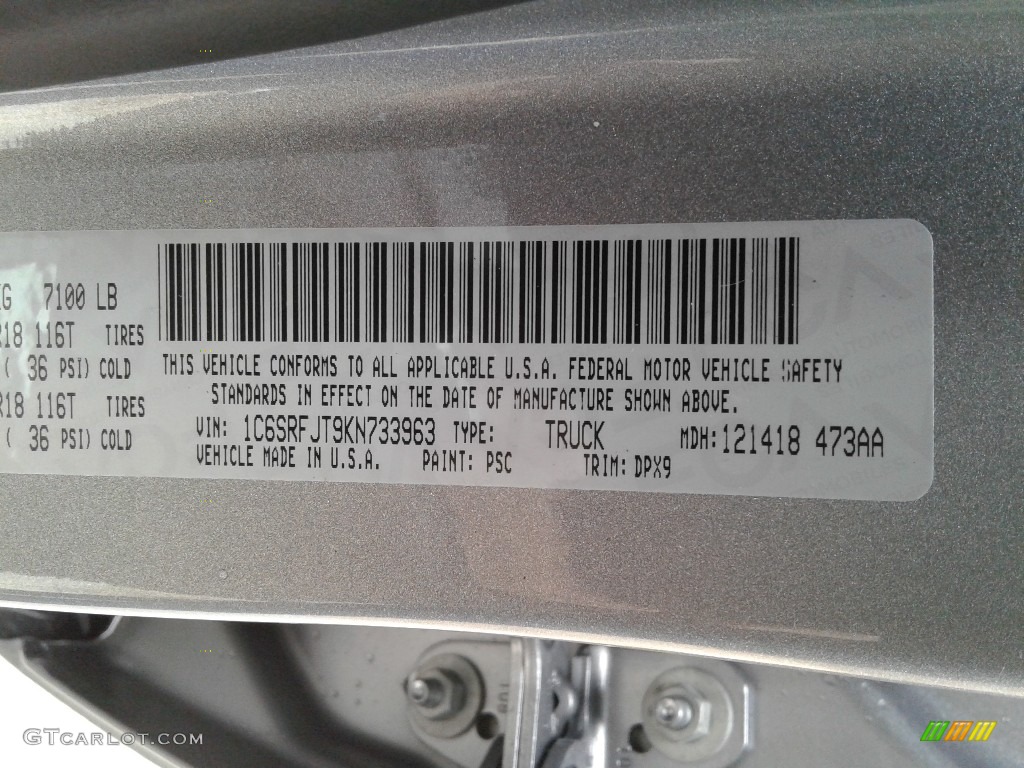 7100 LB
R18 116T TIRES
( 36 PSI) COLD
R18 116T TIRES
( 36 PSI) COLD
THIS VEHICLE CONFORMS TO ALL APPLICABLE U.S.A. FEDERAL MOTOR VEHICLE SAFETY
STANDARDS IN EFFECT ON THE DATE OF MANUFACTURE SHOWN ABOVE.
VIN: 1C6SRFJT9KN733963 TYPE: TRUCK MDH: 121418 473AA
VEHICLE MADE IN U.S.A. PAINT: PSC TRIM: DPX9
GTCARLOT.COM